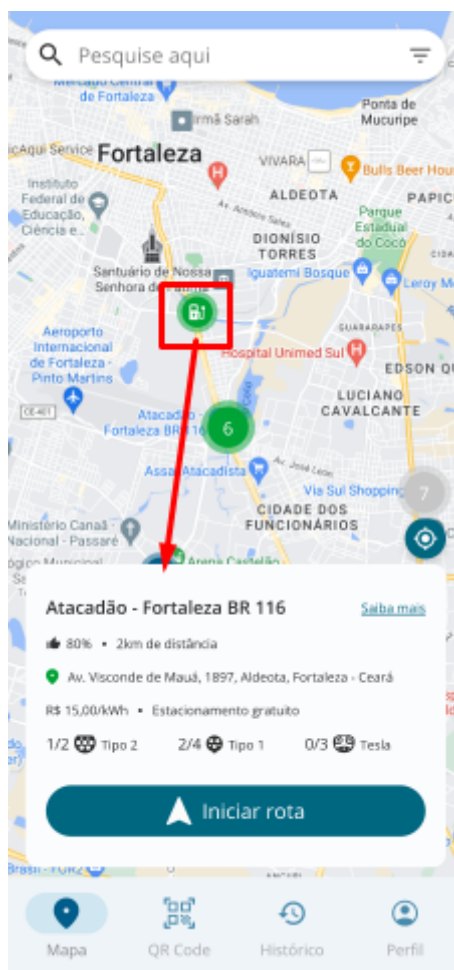 Pesquise aqui
Mercado Central
de Fortaleza
Irmã Sarah
Ponta de
Mucuripe
Service
Fortaleza
VIVARA
Bulls Beer Hou
Instituto
Federal de
Educação,
Ciência e...
ALDEOTA
PAPIC
Parque
Estadual
do Cocó
DIONÍSIO
TORRES
Santuário de Nossa
Senhora de Fátima
Iguatemi Bosque
Leroy M
GUARARAPES
Aeroporto
Internacional
de Fortaleza -
Pinto Martins
Hospital Unimed Sul
EDSON QU
LUCIANO
CAVALCANTE
CE-401
Atacadão -
Fortaleza BR 116
6
Assaí Atacadista
Via Sul Shopping
7
CIDADE DOS
FUNCIONÁRIOS
Ministério Canaã -
Nacional - Passaré
Arena Castelão
Atacadão - Fortaleza BR 116
Saiba mais
80% • 2km de distância
Av. Visconde de Mauá, 1897, Aldeota, Fortaleza - Ceará
R$ 15,00/kWh • Estacionamento gratuito
1/2 Tipo 2 2/4 Tipo 1 0/3 Tesla
Iniciar rota
Mapa
QR Code
Histórico
Perfil